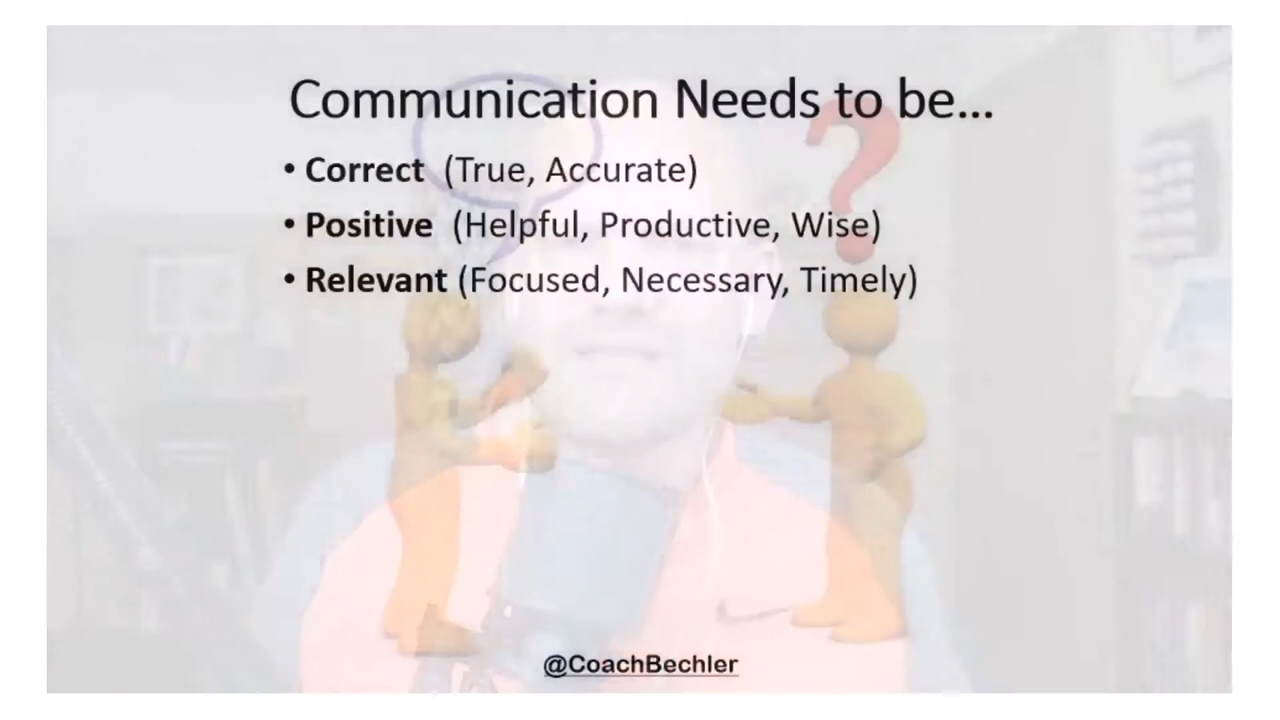 Communication Needs to be...
• Correct (True, Accurate)
• Positive (Helpful, Productive, Wise)
• Relevant (Focused, Necessary, Timely)
@CoachBechler